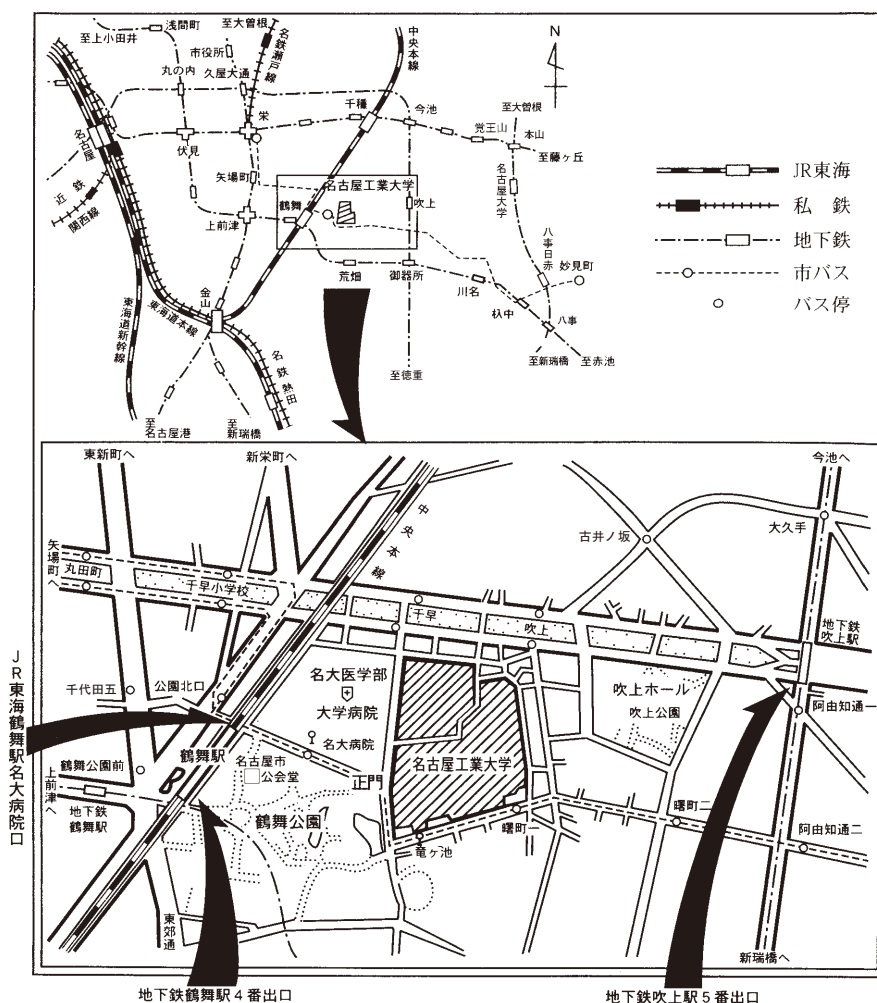 至上小田井
浅間町
至大曽根
名鉄瀬戸線
中央本線
N
市役所
丸の内
久屋大通
千種
今池
至大曽根
名古屋
伏見
栄
覚王山
本山
至藤ヶ丘
近鉄
関西線
矢場町
名古屋工業大学
名古屋大学
鶴舞
吹上
上前津
八事日赤
妙見町
荒畑
御器所
川名
杁中
八事
金山
東海道本線
東海道新幹線
名鉄
熱田
至新瑞橋
至赤池
至徳重
至名古屋港
至新瑞橋
JR東海
私鉄
地下鉄
市バス
バス停
東新町へ
新栄町へ
今池へ
中央本線
古井ノ坂
大久手
矢場町へ
丸田町
千早小学校
千早
吹上
地下鉄
吹上駅
千代田五
公園北口
名大医学部
大学病院
吹上ホール
吹上公園
阿由知通一
JR東海鶴舞駅名大病院口
鶴舞駅
名大病院
名古屋市
公会堂
名古屋工業大学
鶴舞公園前
上前津へ
正門
地下鉄
鶴舞駅
鶴舞公園
曙町一
曙町二
阿由知通二
竜ヶ池
東郊通
新瑞橋へ
地下鉄鶴舞駅4番出口
地下鉄吹上駅5番出口